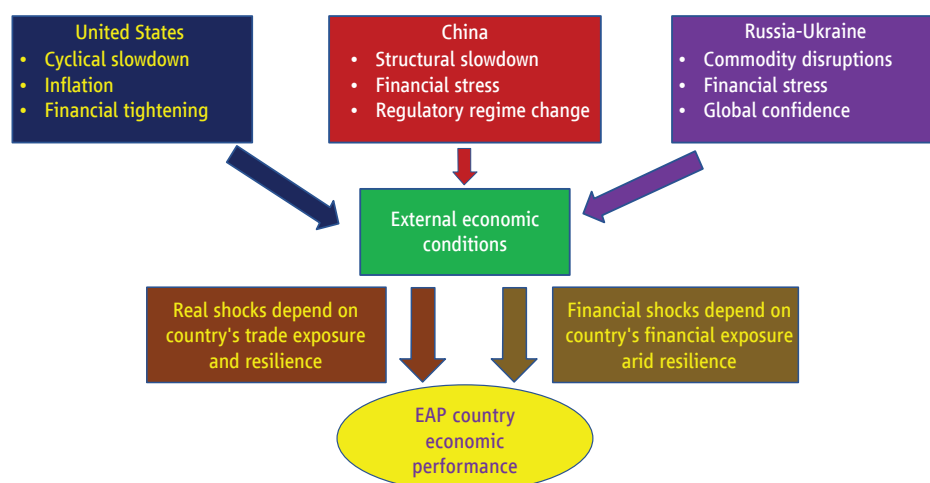 United States
• Cyclical slowdown
• Inflation
• Financial tightening
China
• Structural slowdown
• Financial stress
• Regulatory regime change
Russia-Ukraine
• Commodity disruptions
• Financial stress
• Global confidence
External economic
conditions
Real shocks depend on
country's trade exposure
and resilience
Financial shocks depend on
country's financial exposure
arid resilience
EAP country
economic
performance